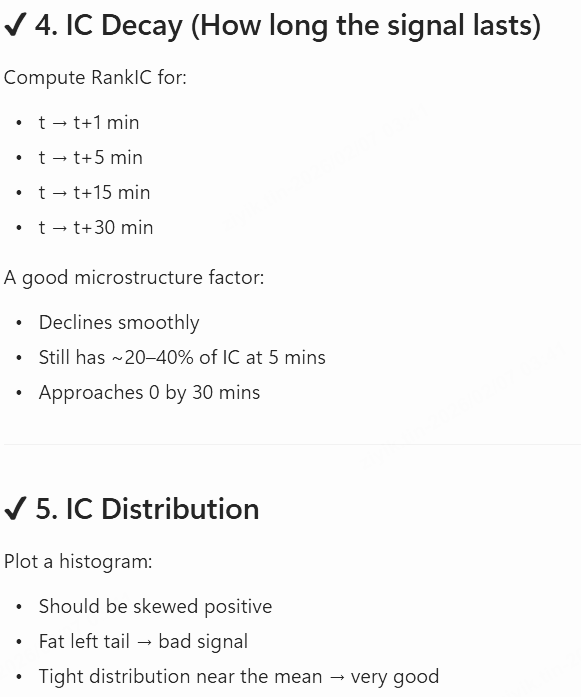 ✔ 4. IC Decay (How long the signal lasts)
Compute RankIC for:
• t → t+1 min
• t → t+5 min
• t → t+15 min
• t → t+30 min
A good microstructure factor:
• Declines smoothly
• Still has ~20–40% of IC at 5 mins
• Approaches 0 by 30 mins
✔ 5. IC Distribution
Plot a histogram:
• Should be skewed positive
• Fat left tail → bad signal
• Tight distribution near the mean → very good